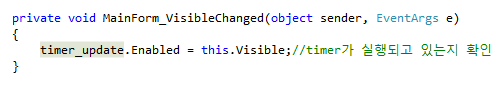 private void MainForm_VisibleChanged(object sender, EventArgs e)
{
timer_update.Enabled = this.Visible;//timer가 실행되고 있는지 확인
}